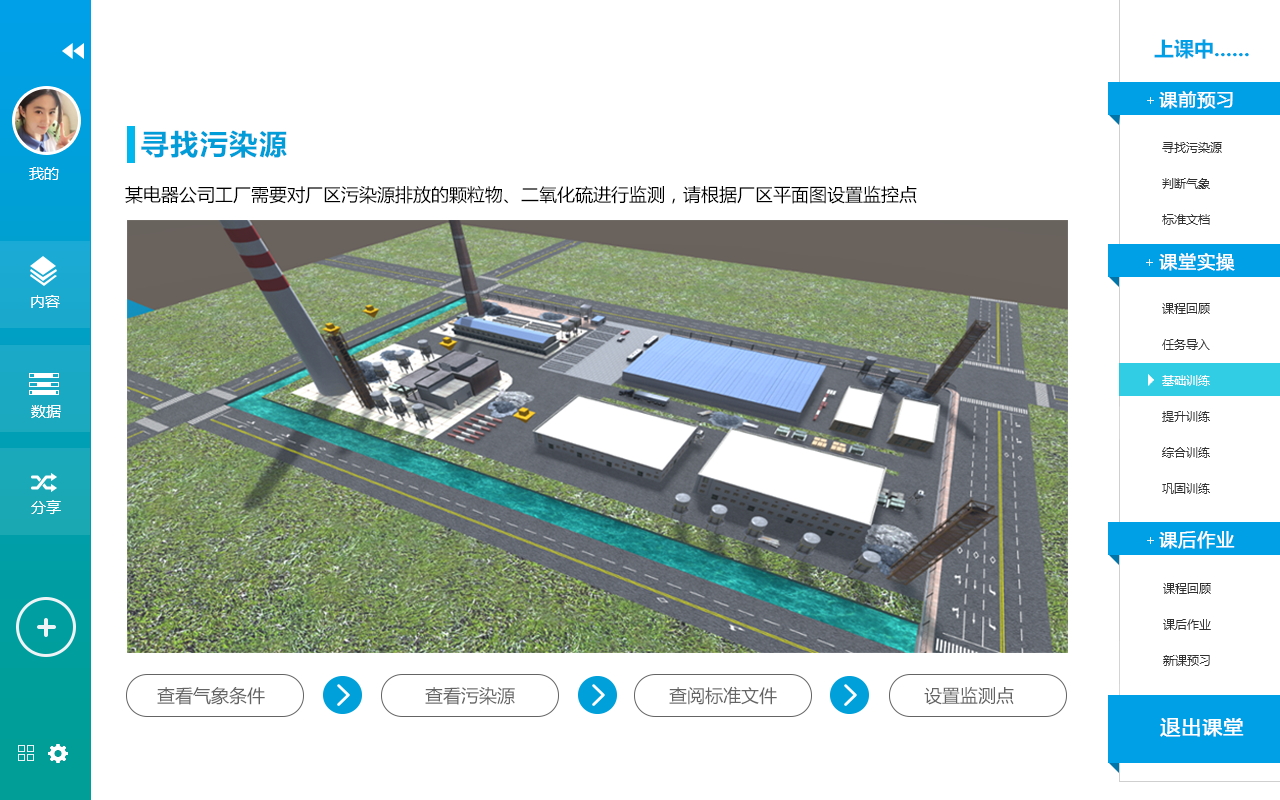 我的
内容
数据
分享
寻找污染源
某电器公司工厂需要对厂区污染源排放的颗粒物、二氧化硫进行监测，请根据厂区平面图设置监控点
查看气象条件
查看污染源
查阅标准文件
设置监测点
上课中......
+ 课前预习
寻找污染源
判断气象
标准文档
+ 课堂实操
课程回顾
任务导入
基础训练
提升训练
综合训练
巩固训练
+ 课后作业
课程回顾
课后作业
新课预习
退出课堂